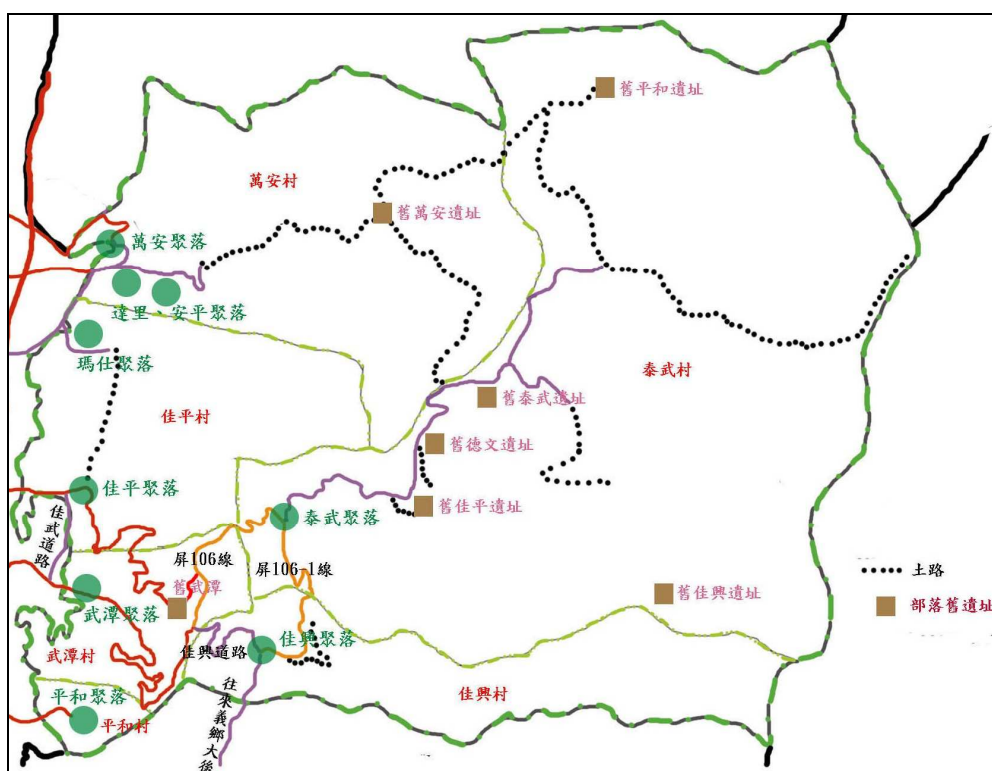 舊平和遺址
萬安村
舊萬安遺址
萬安聚落
達里、安平聚落
瑪仕聚落
泰武村
舊泰武遺址
佳平村
舊德文遺址
佳平聚落
舊佳平遺址
泰武聚落
佳武道路
屏106線
屏106-1線
土路
舊武潭
舊佳興遺址
部落舊遺址
武潭聚落
佳興聚落
佳興道路
武潭村
平和聚落
佳興村
平和村
往來義鄉大後